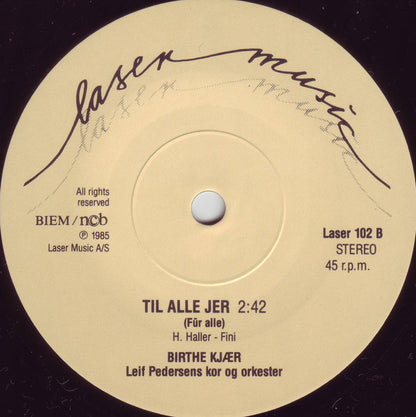 laser music
All rights
reserved
BIEM/ncb
℗ 1985
Laser Music A/S
Laser 102 B
STEREO
45 r.p.m.
TIL ALLE JER 2:42
(Für alle)
H. Haller - Fini
BIRTHE KJÆR
Leif Pedersens kor og orkester